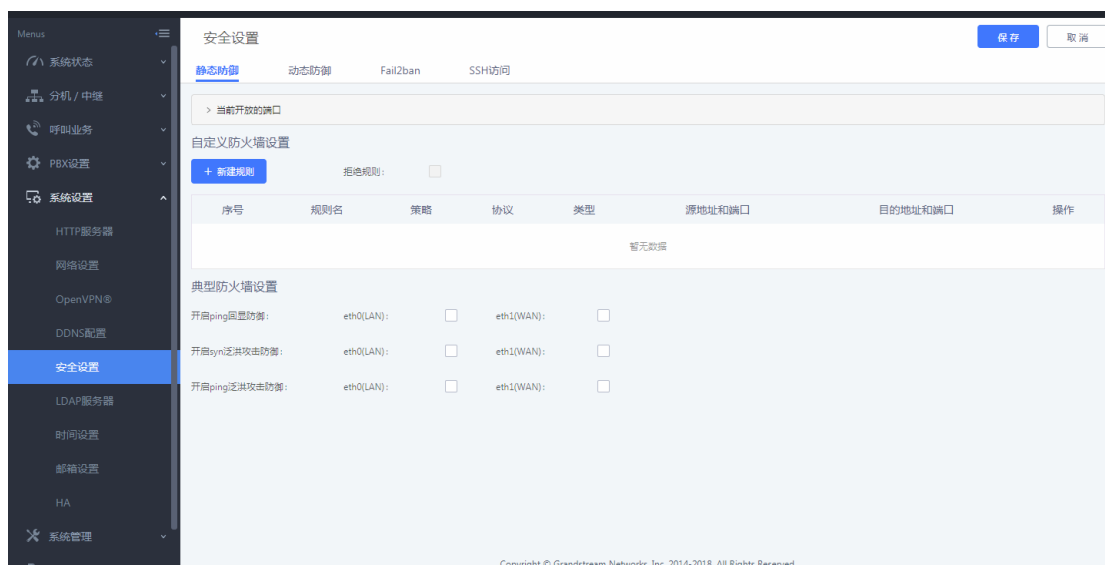 Menus
系统状态
分机 / 中继
呼叫业务
PBX设置
系统设置
HTTP服务器
网络设置
OpenVPN®
DDNS配置
安全设置
LDAP服务器
时间设置
邮箱设置
HA
系统管理
安全设置 保存 取消
静态防御 动态防御 Fail2ban SSH访问
> 当前开放的端口
自定义防火墙设置
+ 新建规则 拒绝规则:
序号 规则名 策略 协议 类型 源地址和端口 目的地址和端口 操作
暂无数据
典型防火墙设置
开启ping回显防御: eth0(LAN): eth1(WAN):
开启syn泛洪攻击防御: eth0(LAN): eth1(WAN):
开启ping泛洪攻击防御: eth0(LAN): eth1(WAN):
Copyright © Grandstream Networks, Inc. 2014-2018. All Rights Reserved.